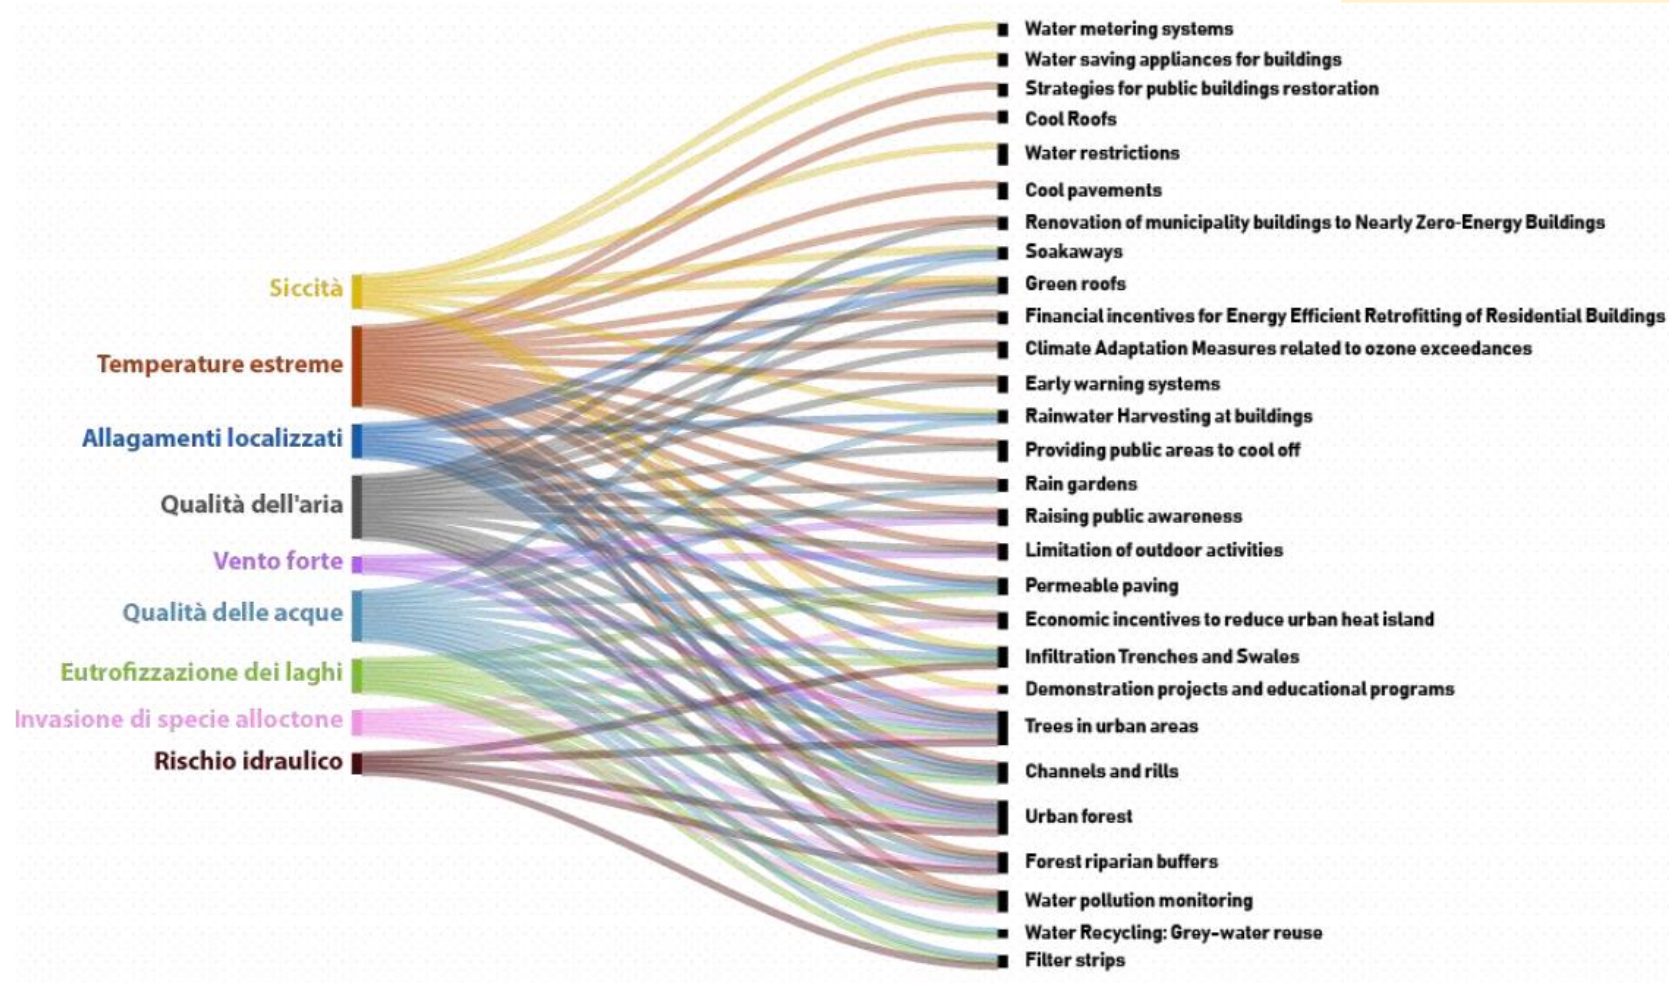 Siccità
Temperature estreme
Allagamenti localizzati
Qualità dell'aria
Vento forte
Qualità delle acque
Eutrofizzazione dei laghi
Invasione di specie alloctone
Rischio idraulico
Water metering systems
Water saving appliances for buildings
Strategies for public buildings restoration
Cool Roofs
Water restrictions
Cool pavements
Renovation of municipality buildings to Nearly Zero-Energy Buildings
Soakaways
Green roofs
Financial incentives for Energy Efficient Retrofitting of Residential Buildings
Climate Adaptation Measures related to ozone exceedances
Early warning systems
Rainwater Harvesting at buildings
Providing public areas to cool off
Rain gardens
Raising public awareness
Limitation of outdoor activities
Permeable paving
Economic incentives to reduce urban heat island
Infiltration Trenches and Swales
Demonstration projects and educational programs
Trees in urban areas
Channels and rills
Urban forest
Forest riparian buffers
Water pollution monitoring
Water Recycling: Grey-water reuse
Filter strips